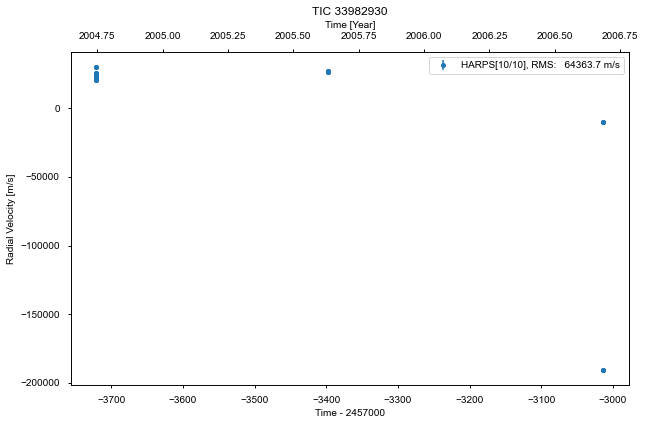 TIC 33982930
Time [Year]
2004.75 2005.00 2005.25 2005.50 2005.75 2006.00 2006.25 2006.50 2006.75
HARPS[10/10], RMS: 64363.7 m/s
0
−50000
−100000
−150000
−200000
Radial Velocity [m/s]
−3700 −3600 −3500 −3400 −3300 −3200 −3100 −3000
Time - 2457000